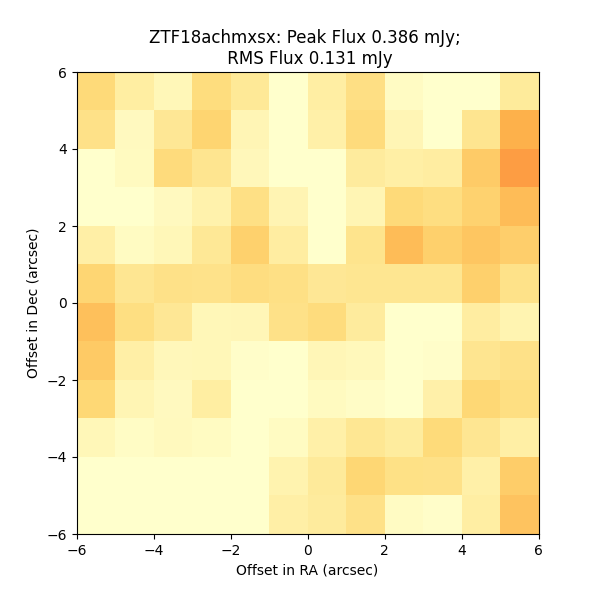 ZTF18achmxsx: Peak Flux 0.386 mJy;
RMS Flux 0.131 mJy
6
4
2
0
−2
−4
−6
Offset in Dec (arcsec)
−6 −4 −2 0 2 4 6
Offset in RA (arcsec)